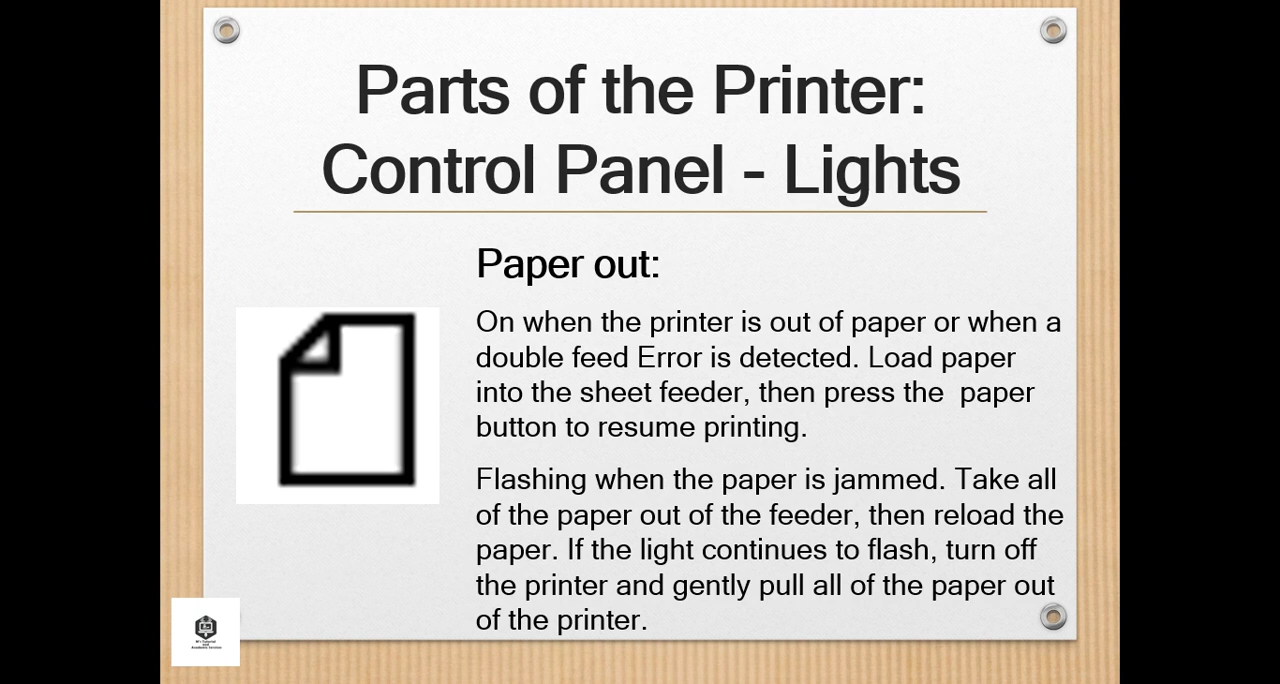 Parts of the Printer:
Control Panel - Lights
Paper out:
On when the printer is out of paper or when a
double feed Error is detected. Load paper
into the sheet feeder, then press the  paper
button to resume printing.
Flashing when the paper is jammed. Take all
of the paper out of the feeder, then reload the
paper. If the light continues to flash, turn off
the printer and gently pull all of the paper out
of the printer.